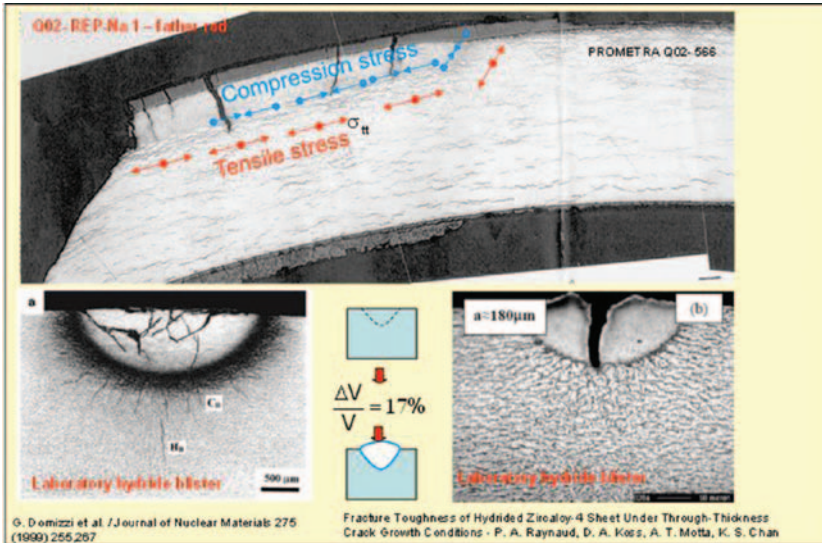 Q02- REP-Na 1 – father rod
PROMETRA Q02- 566
Compression stress
σtt
Tensile stress
a
C0
H0
Laboratory hydride blister
500 μm
ΔV/V = 17%
a≈180μm
(b)
Laboratory hydride blister
G. Domizzi et al. / Journal of Nuclear Materials 275
(1999) 255,267
Fracture Toughness of Hydrided Zircaloy-4 Sheet Under Through-Thickness
Crack Growth Conditions - P. A. Raynaud, D. A. Koss, A. T. Motta, K. S. Chan